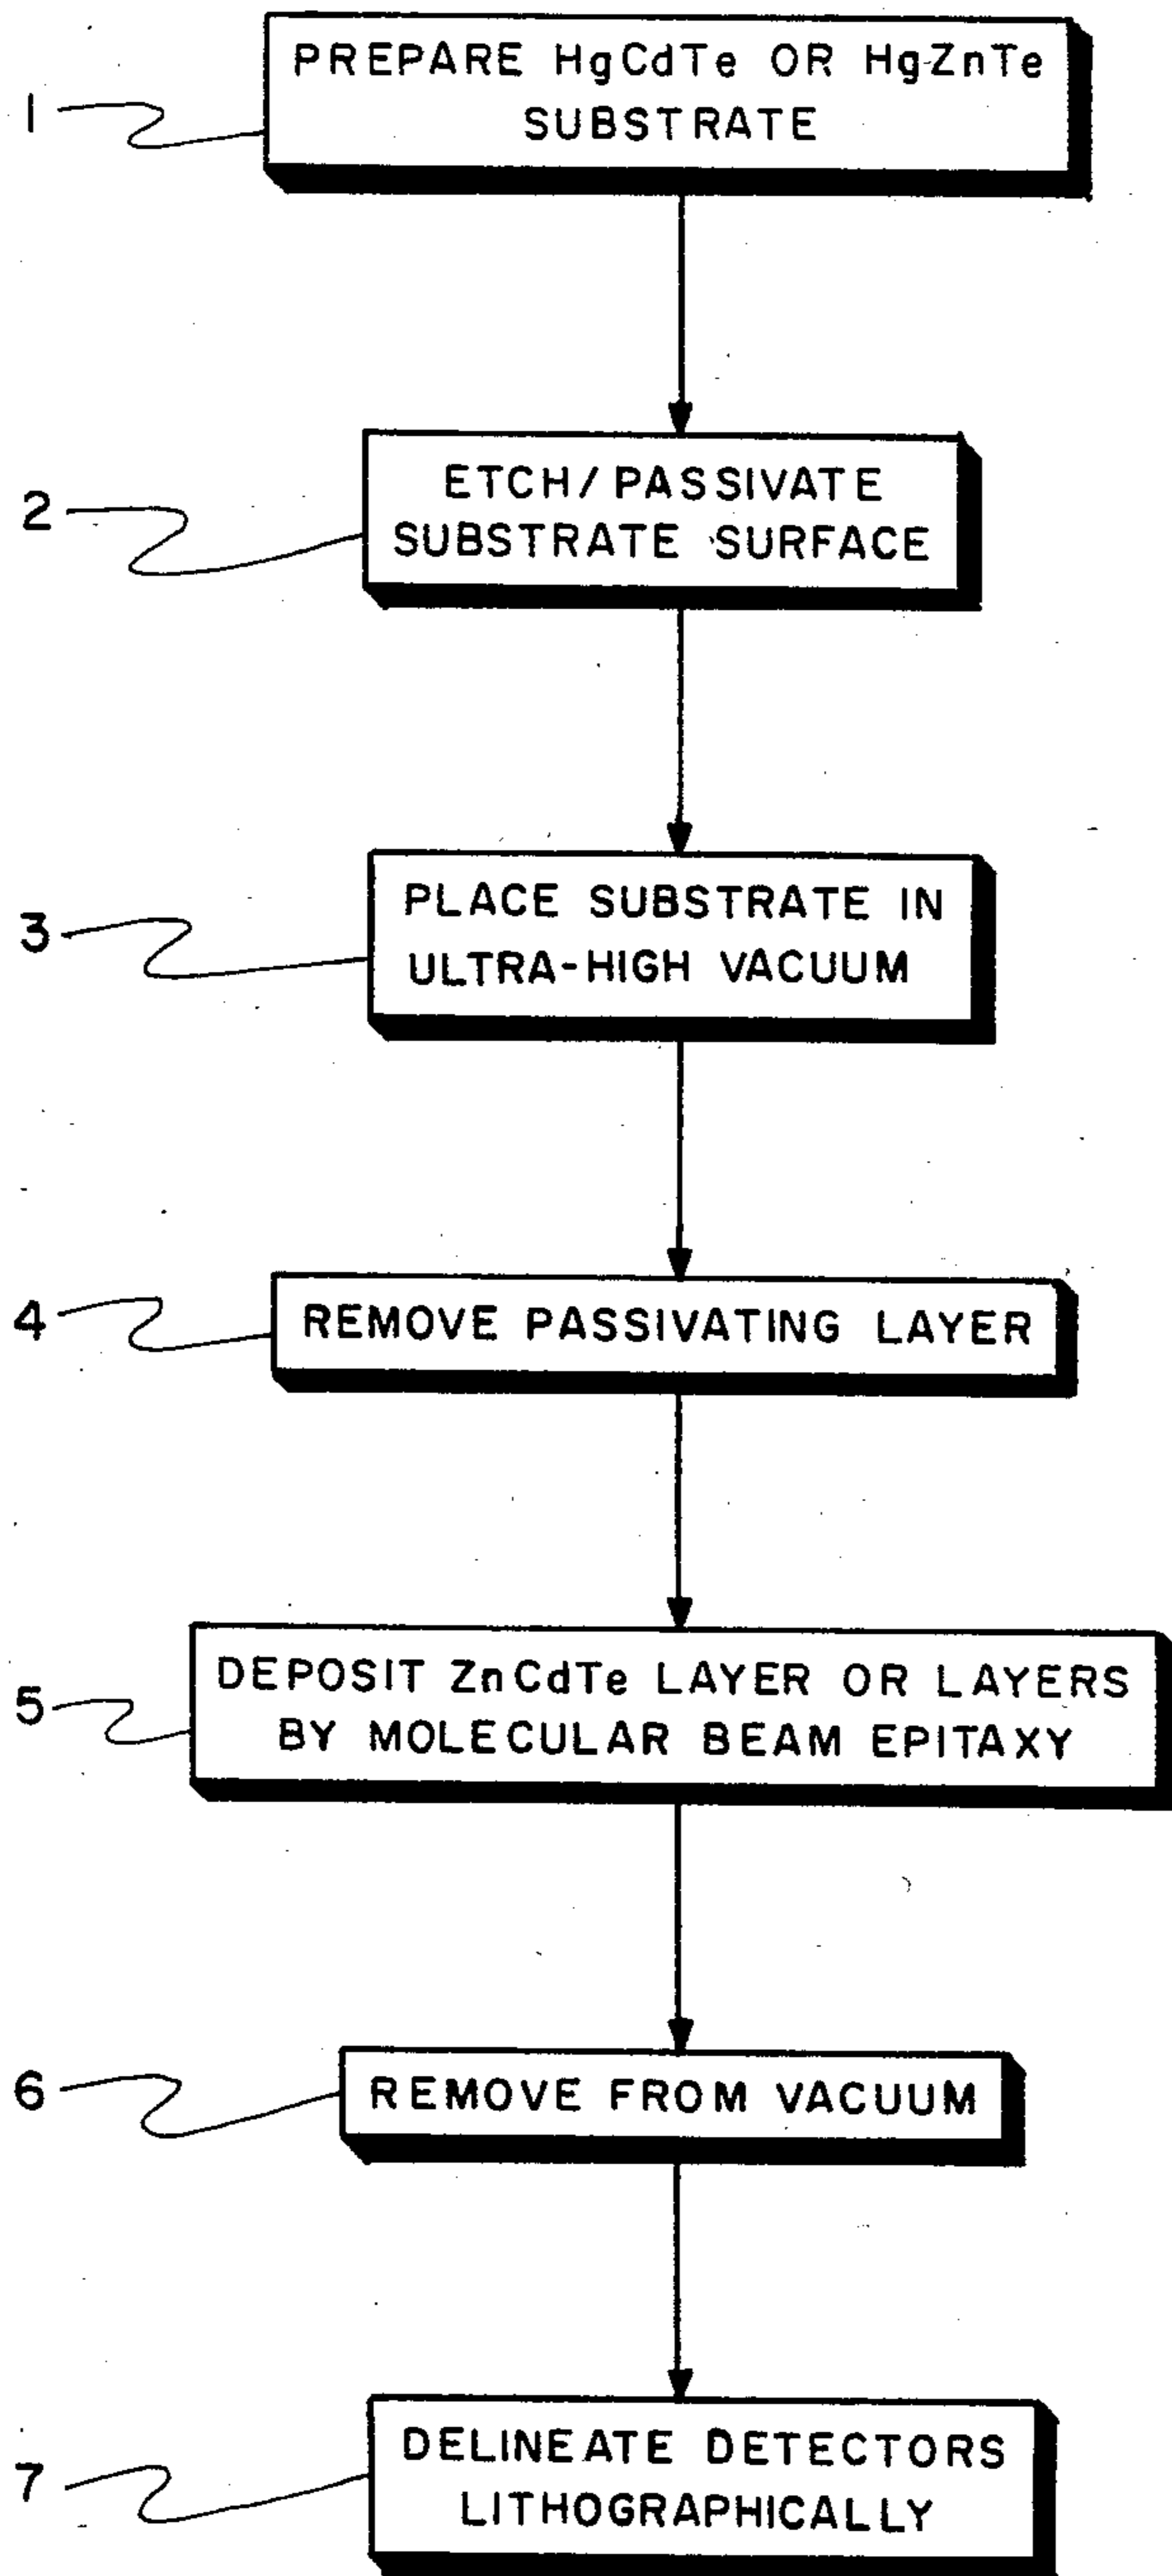 1
PREPARE HgCdTe OR HgZnTe
SUBSTRATE
2
ETCH/PASSIVATE
SUBSTRATE SURFACE
3
PLACE SUBSTRATE IN
ULTRA-HIGH VACUUM
4
REMOVE PASSIVATING LAYER
5
DEPOSIT ZnCdTe LAYER OR LAYERS
BY MOLECULAR BEAM EPITAXY
6
REMOVE FROM VACUUM
7
DELINEATE DETECTORS
LITHOGRAPHICALLY